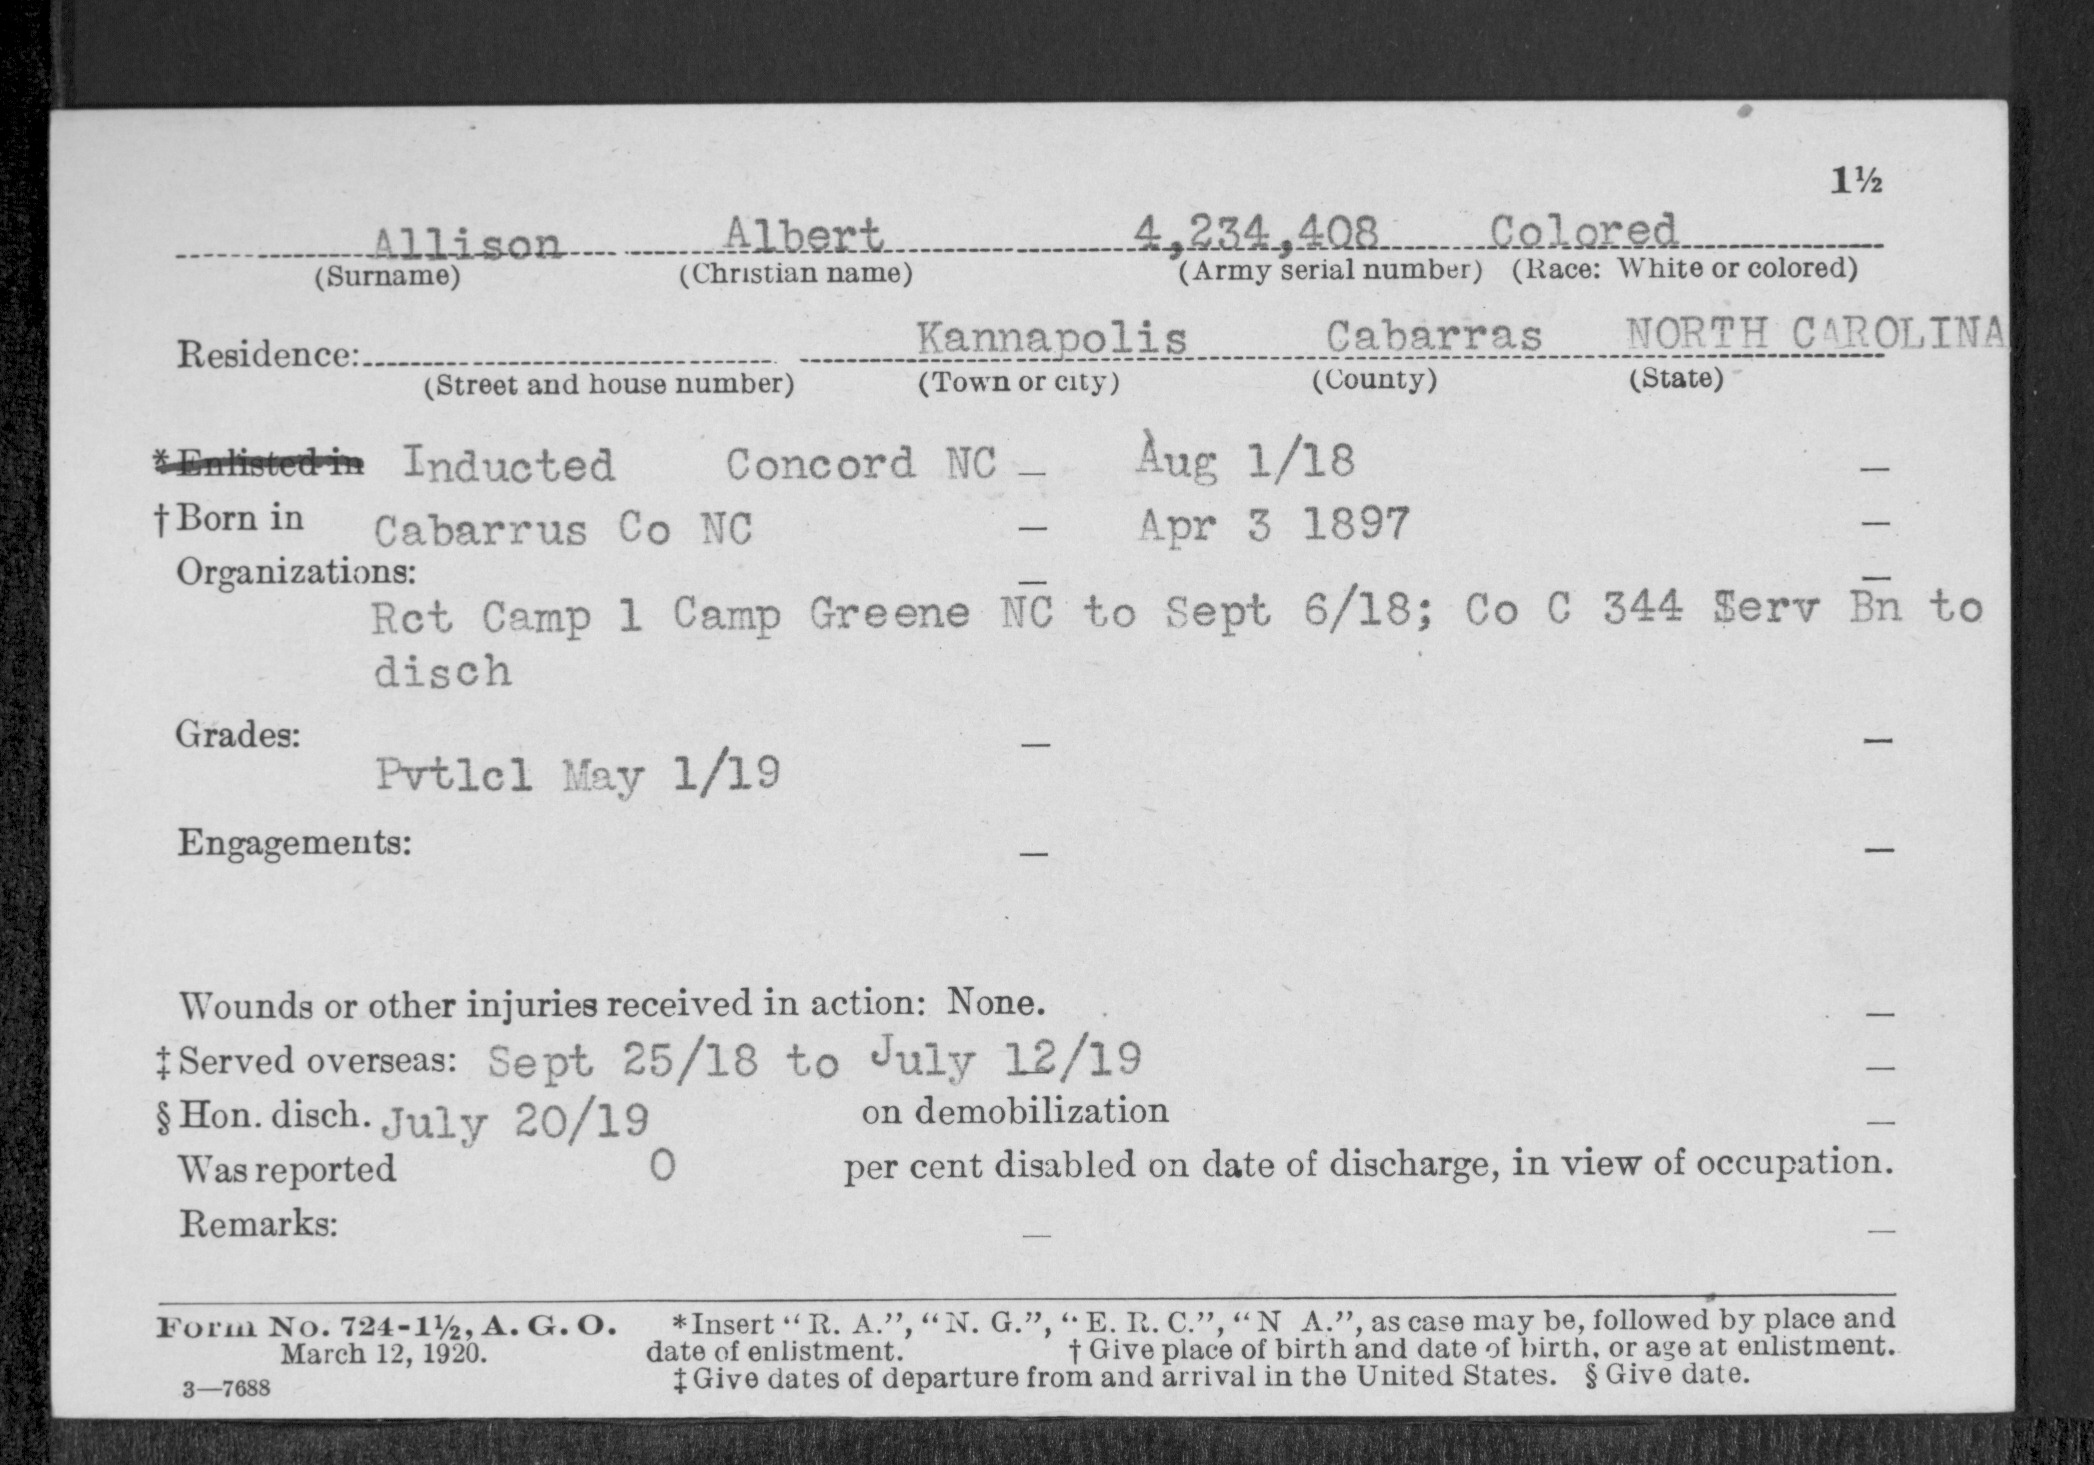 1½
Allison Albert 4,234,408 Colored
(Surname) (Christian name) (Army serial number) (Race: White or colored)
Residence: Kannapolis Cabarras NORTH CAROLINA
(Street and house number) (Town or city) (County) (State)
*Enlisted in Inducted Concord NC – Aug 1/18 –
†Born in Cabarrus Co NC – Apr 3 1897 –
Organizations: – –
Rct Camp 1 Camp Greene NC to Sept 6/18; Co C 344 Serv Bn to
disch
Grades: – –
Pvt1cl May 1/19
Engagements: – –
Wounds or other injuries received in action: None. –
‡Served overseas: Sept 25/18 to July 12/19 –
§Hon. disch. July 20/19 on demobilization –
Was reported 0 per cent disabled on date of discharge, in view of occupation.
Remarks: – –
Form No. 724-1½, A. G. O. *Insert "R. A.", "N. G.", "E. R. C.", "N A.", as case may be, followed by place and
March 12, 1920. date of enlistment. †Give place of birth and date of birth, or age at enlistment.
3—7688 ‡Give dates of departure from and arrival in the United States. §Give date.